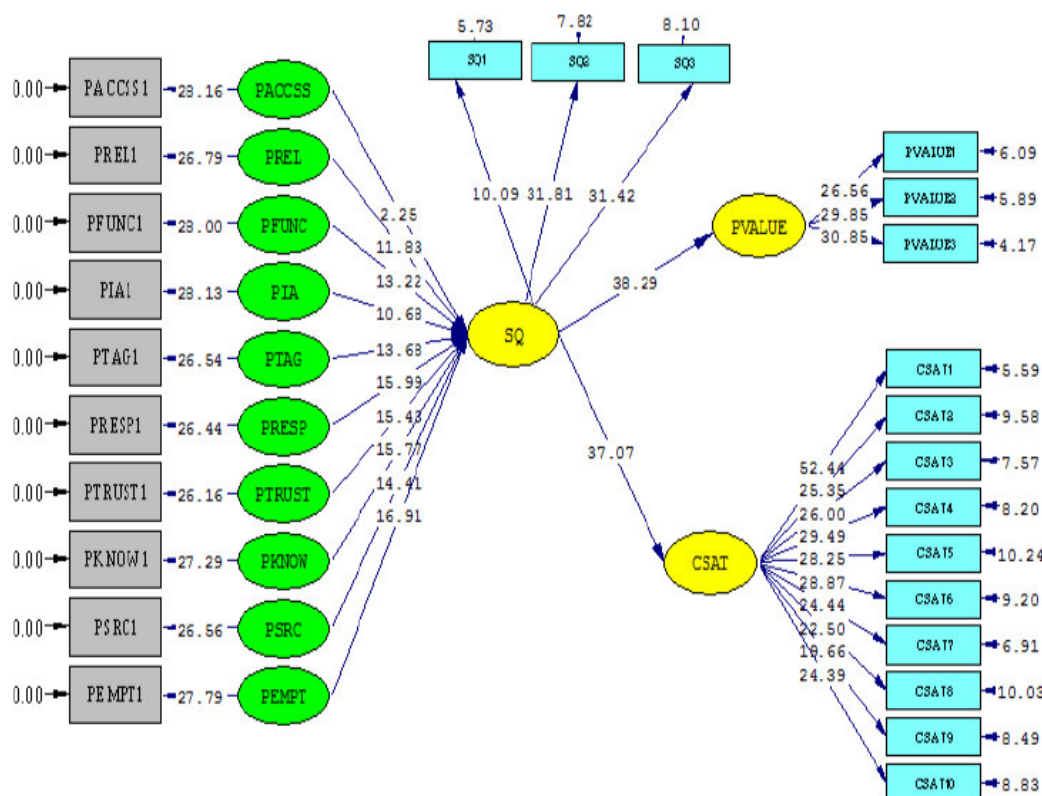 5.73 7.82 8.10
SQ1 SQ2 SQ3
0.00 PACCSS1 28.16 PACCSS
0.00 PREL1 26.79 PREL
0.00 PFUNC1 28.00 PFUNC
0.00 PIA1 28.13 PIA
0.00 PTAG1 26.54 PTAG
0.00 PRESP1 26.44 PRESP
0.00 PTRUST1 26.16 PTRUST
0.00 PKNOW1 27.29 PKNOW
0.00 PSRC1 26.56 PSRC
0.00 PEMPT1 27.79 PEMPT
2.25
11.83
13.22
10.68
13.68
15.99
15.43
15.77
14.41
16.91
10.09 31.81 31.42
SQ
38.29
37.07
PVALUE
26.56
29.85
30.85
PVALUE1 6.09
PVALUE2 5.89
PVALUE3 4.17
CSAT
52.44
25.35
26.00
29.49
28.25
28.87
24.44
22.50
19.66
24.39
CSAT1 5.59
CSAT2 9.58
CSAT3 7.57
CSAT4 8.20
CSAT5 10.24
CSAT6 9.20
CSAT7 6.91
CSAT8 10.03
CSAT9 8.49
CSAT10 8.83